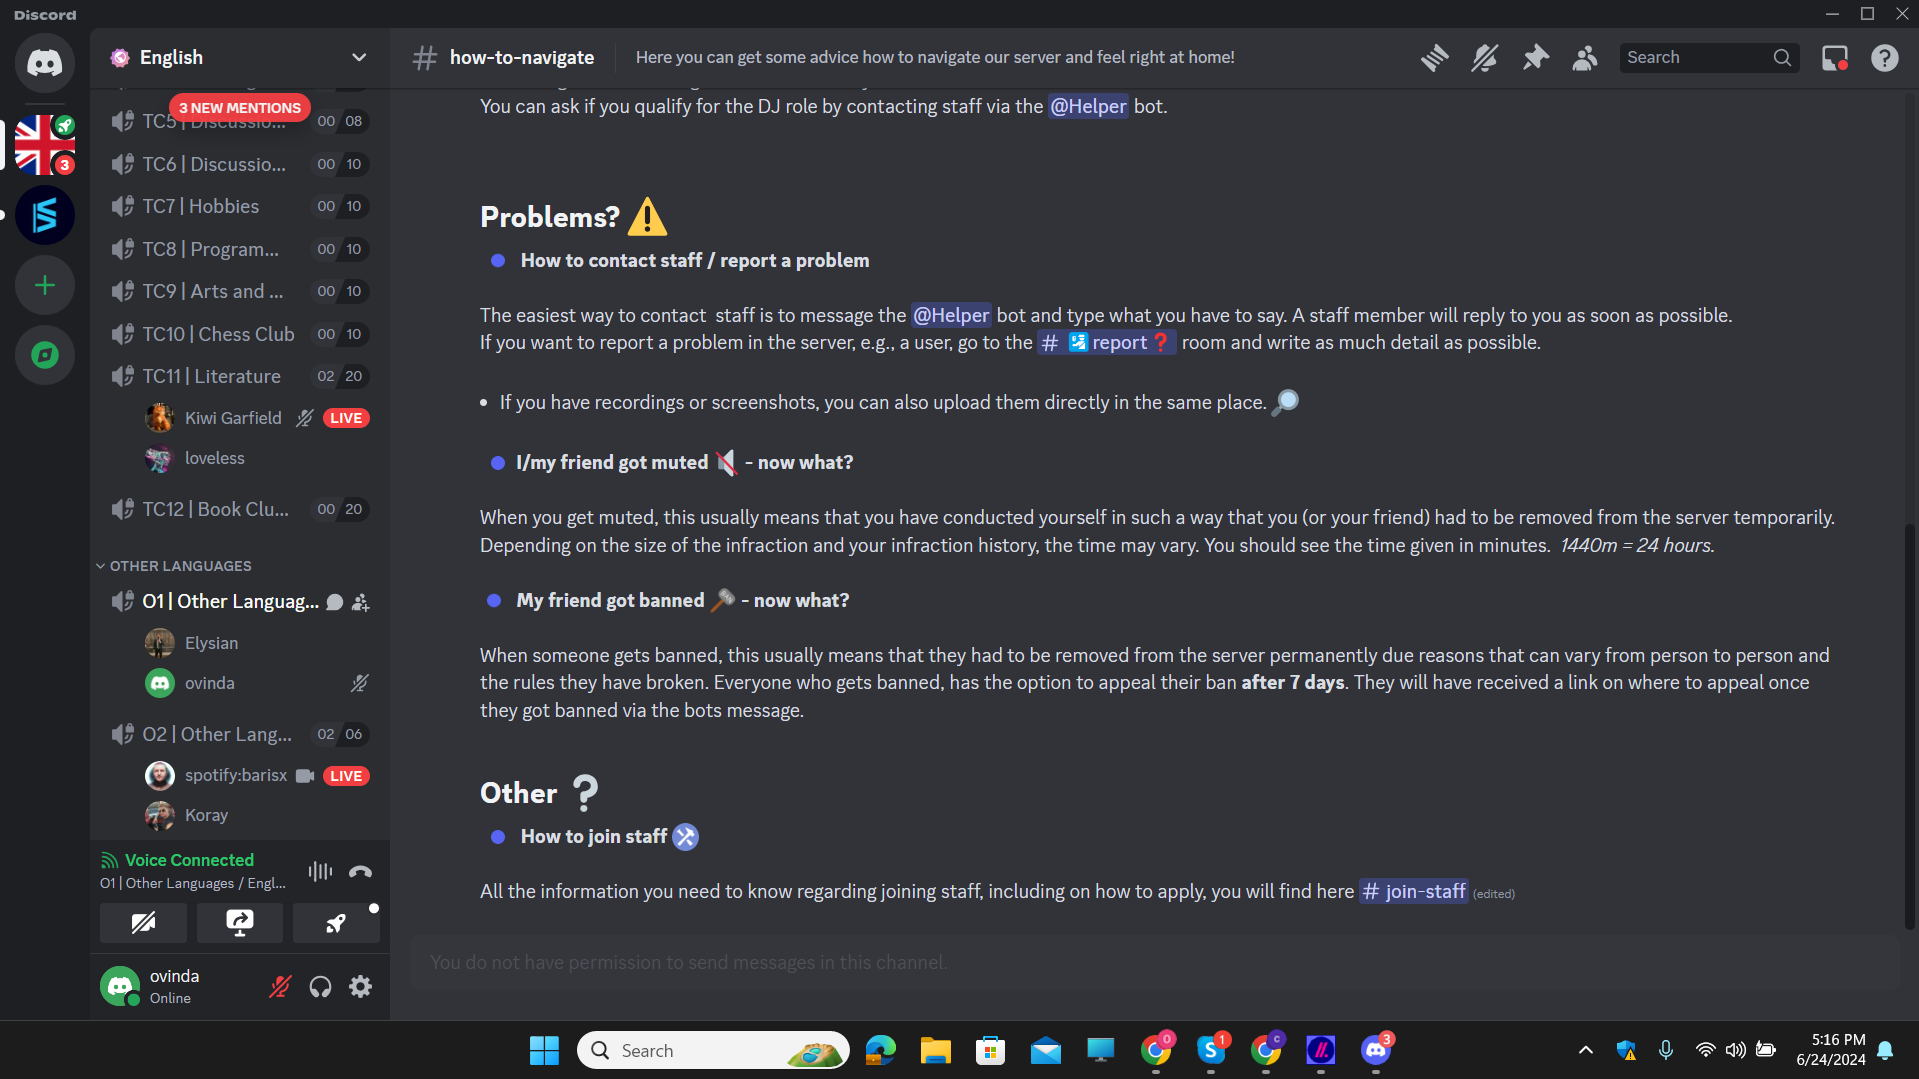 Discord
English
how-to-navigate
Here you can get some advice how to navigate our server and feel right at home!
Search
3 NEW MENTIONS
3
TC5 | Discussio... 00 08
TC6 | Discussio... 00 10
TC7 | Hobbies 00 10
TC8 | Program... 00 10
TC9 | Arts and ... 00 10
TC10 | Chess Club 00 10
TC11 | Literature 02 20
Kiwi Garfield LIVE
loveless
TC12 | Book Clu... 00 20
OTHER LANGUAGES
O1 | Other Languag...
Elysian
ovinda
O2 | Other Lang... 02 06
spotify:barisx LIVE
Koray
Voice Connected
O1 | Other Languages / Engl...
ovinda
Online
You can ask if you qualify for the DJ role by contacting staff via the @Helper bot.
Problems? ⚠️
How to contact staff / report a problem
The easiest way to contact  staff is to message the @Helper bot and type what you have to say. A staff member will reply to you as soon as possible.
If you want to report a problem in the server, e.g., a user, go to the # report❓ room and write as much detail as possible.
• If you have recordings or screenshots, you can also upload them directly in the same place. 🔎
I/my friend got muted 🔇 - now what?
When you get muted, this usually means that you have conducted yourself in such a way that you (or your friend) had to be removed from the server temporarily.
Depending on the size of the infraction and your infraction history, the time may vary. You should see the time given in minutes.  1440m = 24 hours.
My friend got banned - now what?
When someone gets banned, this usually means that they had to be removed from the server permanently due reasons that can vary from person to person and
the rules they have broken. Everyone who gets banned, has the option to appeal their ban after 7 days. They will have received a link on where to appeal once
they got banned via the bots message.
Other ❔
How to join staff
All the information you need to know regarding joining staff, including on how to apply, you will find here # join-staff (edited)
You do not have permission to send messages in this channel.
Search
0
1
C
3
5:16 PM
6/24/2024